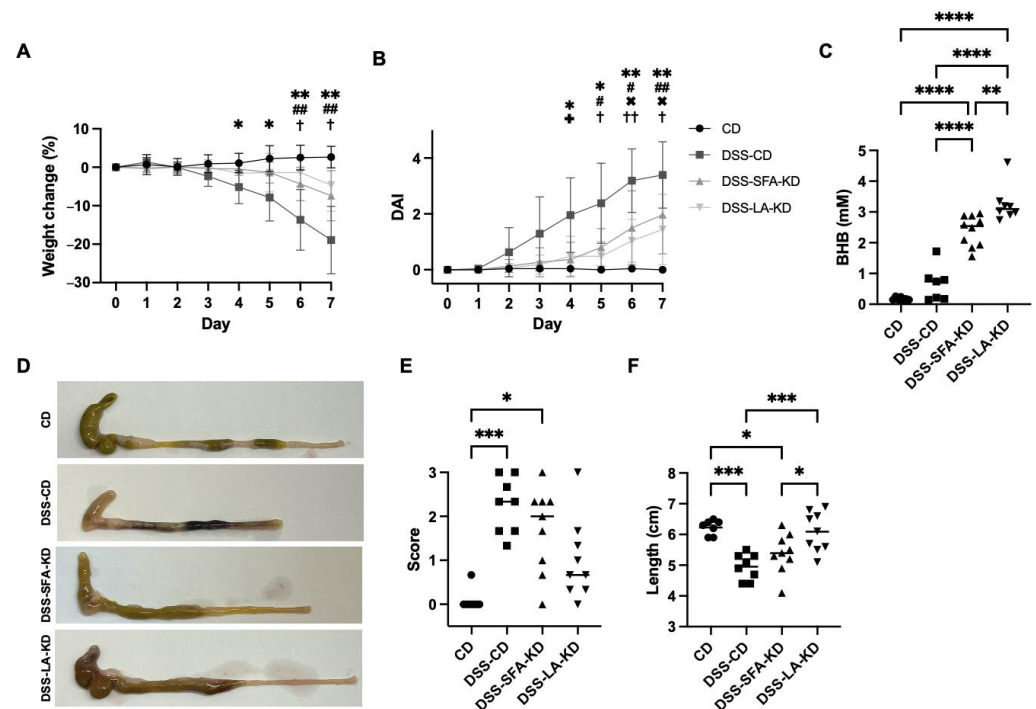 A
** **
## ##
* * † †
Weight change (%)
10
0
−10
−20
−30
0 1 2 3 4 5 6 7
Day
B
** **
* # ##
* # ✖ ✖
✚ † †† †
DAI
4
2
0
0 1 2 3 4 5 6 7
Day
CD
DSS-CD
DSS-SFA-KD
DSS-LA-KD
C
****
****
**** **
****
BHB (mM)
5
4
3
2
1
0
CD
DSS-CD
DSS-SFA-KD
DSS-LA-KD
D
CD
DSS-CD
DSS-SFA-KD
DSS-LA-KD
E
*
***
Score
3
2
1
0
CD
DSS-CD
DSS-SFA-KD
DSS-LA-KD
F
***
*
*** *
Length (cm)
8
7
6
5
4
3
CD
DSS-CD
DSS-SFA-KD
DSS-LA-KD